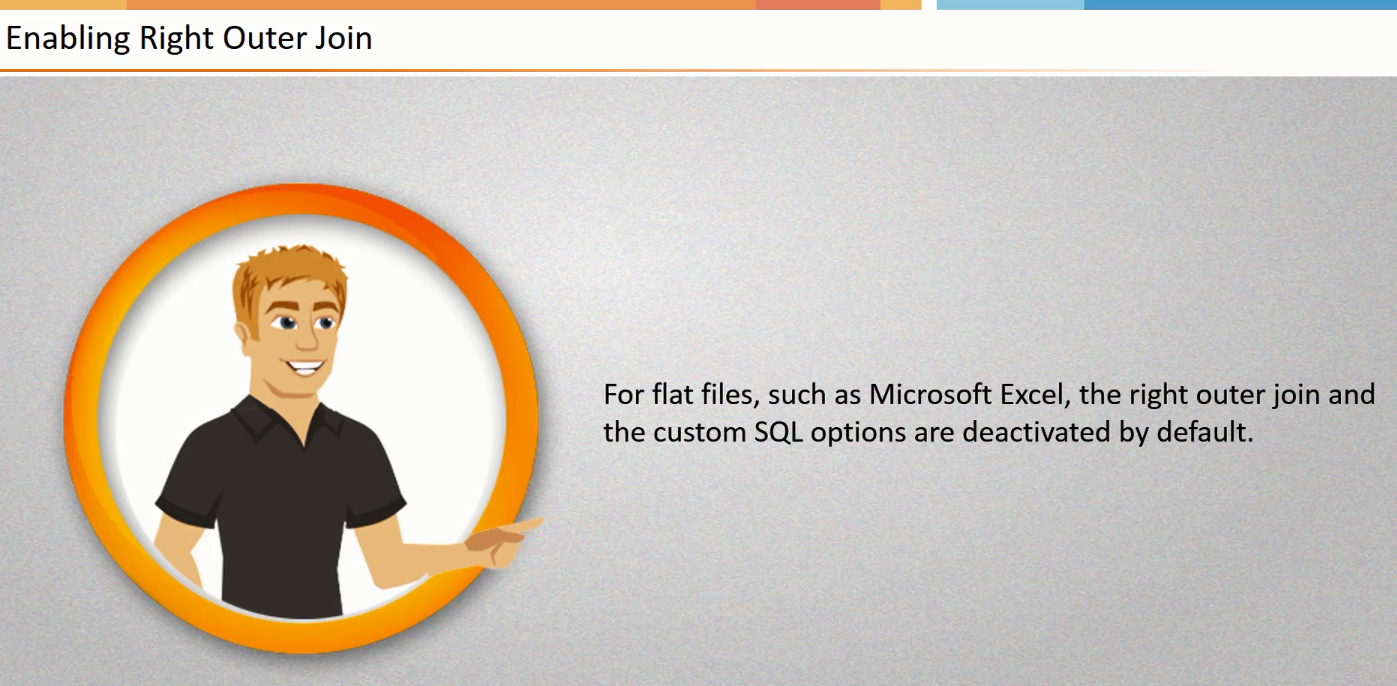 Enabling Right Outer Join
For flat files, such as Microsoft Excel, the right outer join and
the custom SQL options are deactivated by default.